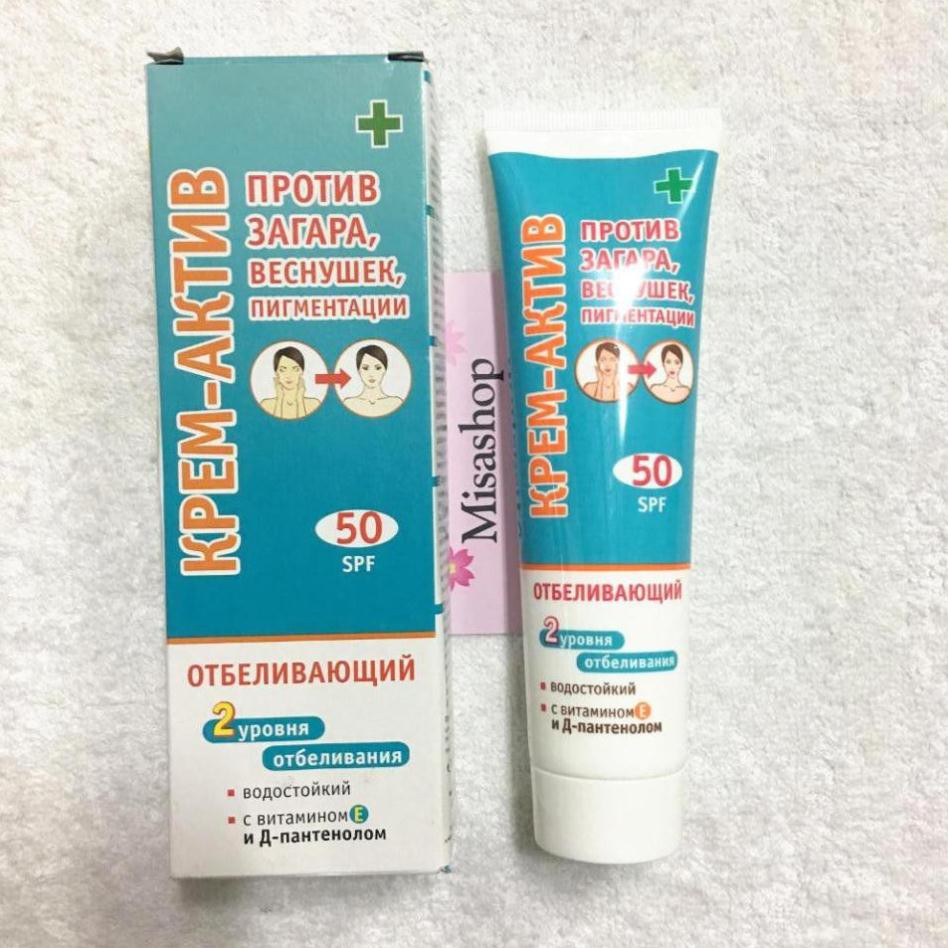 КРЕМ-АКТИВ
ПРОТИВ
ЗАГАРА,
ВЕСНУШЕК,
ПИГМЕНТАЦИИ
50
SPF
ОТБЕЛИВАЮЩИЙ
2 уровня
отбеливания
водостойкий
с витамином Е
и Д-пантенолом
Misashop
КРЕМ-АКТИВ
ПРОТИВ
ЗАГАРА,
ВЕСНУШЕК,
ПИГМЕНТАЦИИ
50
SPF
ОТБЕЛИВАЮЩИЙ
2 уровня
отбеливания
водостойкий
с витамином Е
и Д-пантенолом